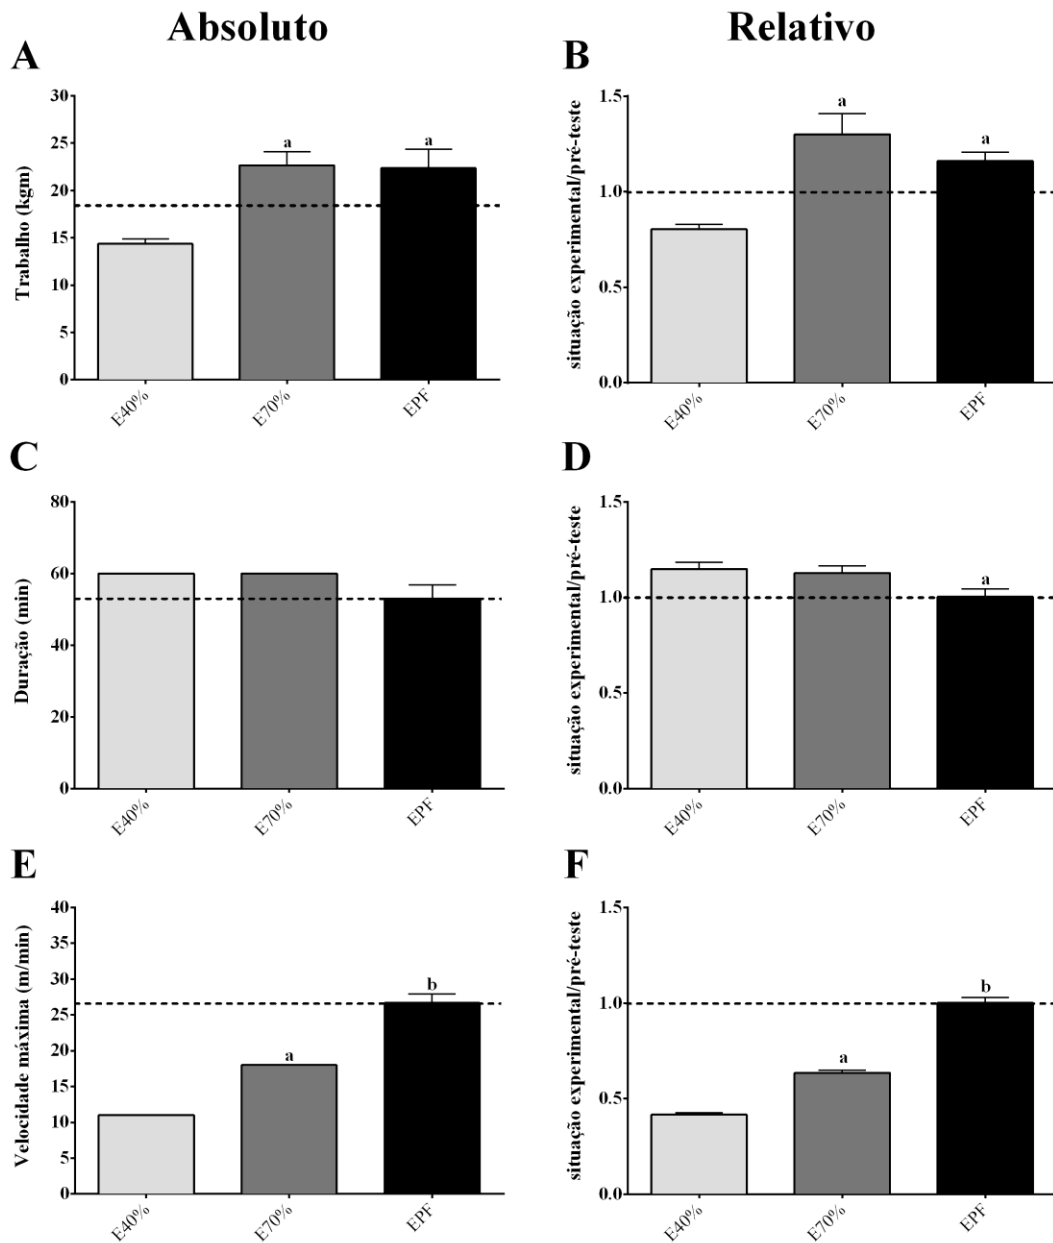 Absoluto
Relativo
A
Trabalho (kgm)
30
25
20
15
10
5
0
a
a
E40%
E70%
EPF
B
situação experimental/pré-teste
1.5
1.0
0.5
0.0
a
a
E40%
E70%
EPF
C
Duração (min)
80
60
40
20
0
E40%
E70%
EPF
D
situação experimental/pré-teste
1.5
1.0
0.5
0.0
a
E40%
E70%
EPF
E
Velocidade máxima (m/min)
40
35
30
25
20
15
10
5
0
a
b
E40%
E70%
EPF
F
situação experimental/pré-teste
1.5
1.0
0.5
0.0
a
b
E40%
E70%
EPF